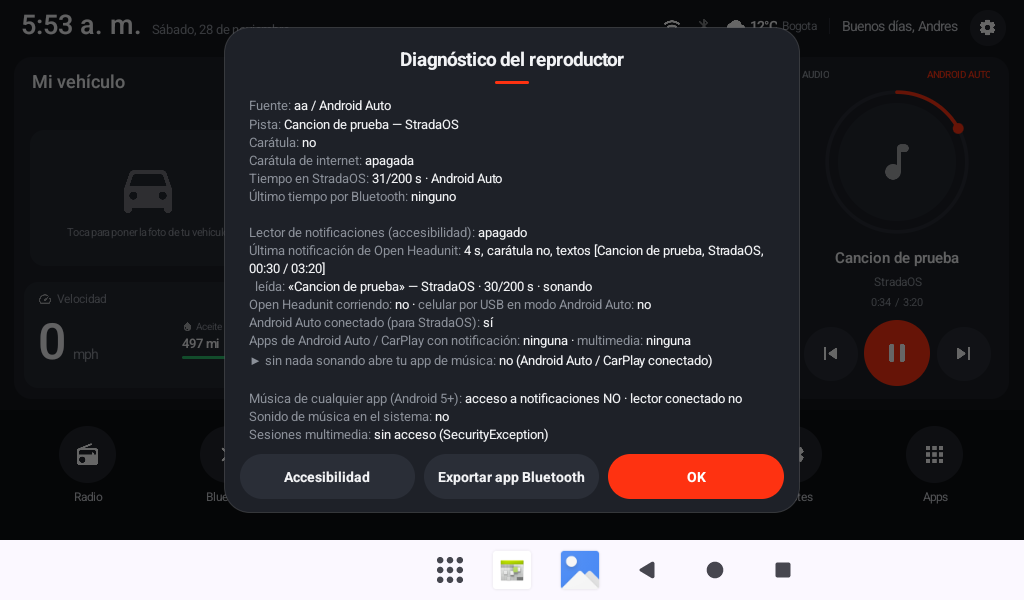 5:53 a. m.
Sábado, 28 de
12°C Bogota
Buenos días, Andres
Mi vehículo
Toca para poner la foto de tu vehículo
Velocidad
0 mph
Aceite
497 mi
Diagnóstico del reproductor
Fuente: aa / Android Auto
Pista: Cancion de prueba — StradaOS
Carátula: no
Carátula de internet: apagada
Tiempo en StradaOS: 31/200 s · Android Auto
Último tiempo por Bluetooth: ninguno
Lector de notificaciones (accesibilidad): apagado
Última notificación de Open Headunit: 4 s, carátula no, textos [Cancion de prueba, StradaOS,
00:30 / 03:20]
leída: «Cancion de prueba» — StradaOS · 30/200 s · sonando
Open Headunit corriendo: no · celular por USB en modo Android Auto: no
Android Auto conectado (para StradaOS): sí
Apps de Android Auto / CarPlay con notificación: ninguna · multimedia: ninguna
► sin nada sonando abre tu app de música: no (Android Auto / CarPlay conectado)
Música de cualquier app (Android 5+): acceso a notificaciones NO · lector conectado no
Sonido de música en el sistema: no
Sesiones multimedia: sin acceso (SecurityException)
Accesibilidad
Exportar app Bluetooth
OK
AUDIO
ANDROID AUTO
Cancion de prueba
StradaOS
0:34 / 3:20
Radio
Blue
tes
Apps